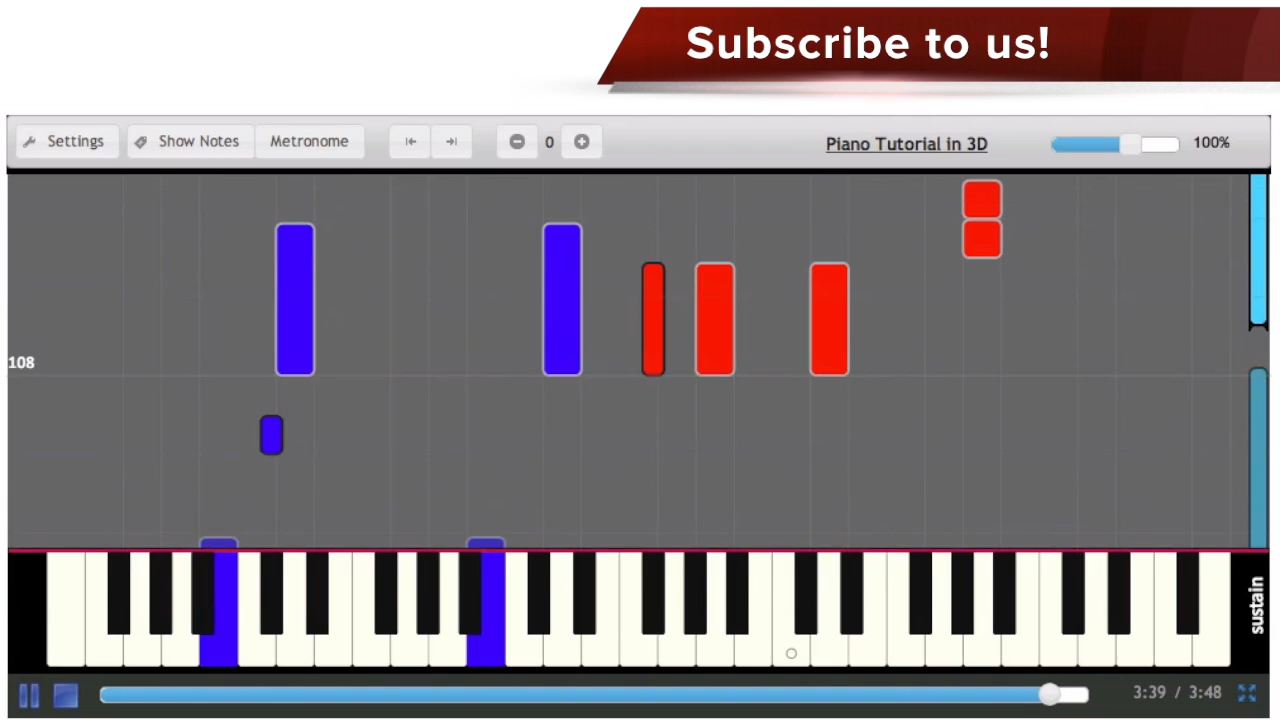 Subscribe to us!
Settings
Show Notes
Metronome
0
Piano Tutorial in 3D
100%
108
sustain
3:39 / 3:48